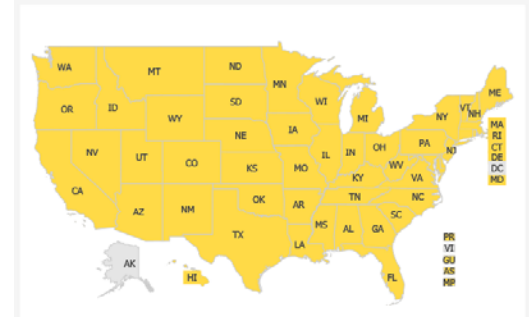 WA
MT
ND
MN
ME
OR
ID
SD
WI
MI
NY
VT
NH
WY
NE
IA
MA
RI
CT
DE
DC
MD
NV
UT
CO
KS
MO
IL
IN
OH
PA
NJ
WV
VA
KY
CA
AZ
NM
OK
AR
TN
NC
SC
TX
LA
MS
AL
GA
FL
AK
HI
PR
VI
GU
AS
MP